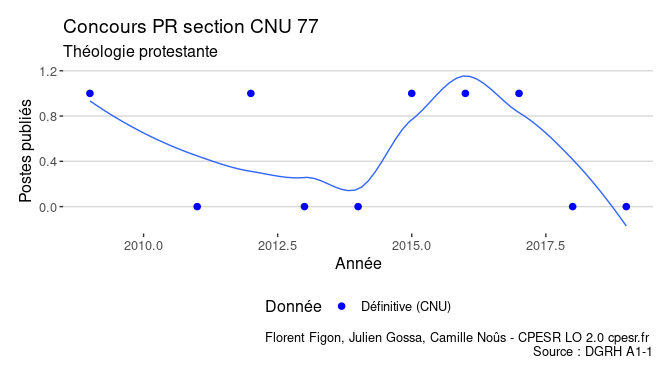 Concours PR section CNU 77
Théologie protestante
Postes publiés
1.2
0.8
0.4
0.0
2010.0
2012.5
2015.0
2017.5
Année
Donnée
Définitive (CNU)
Florent Figon, Julien Gossa, Camille Noûs - CPESR LO 2.0 cpesr.fr
Source : DGRH A1-1